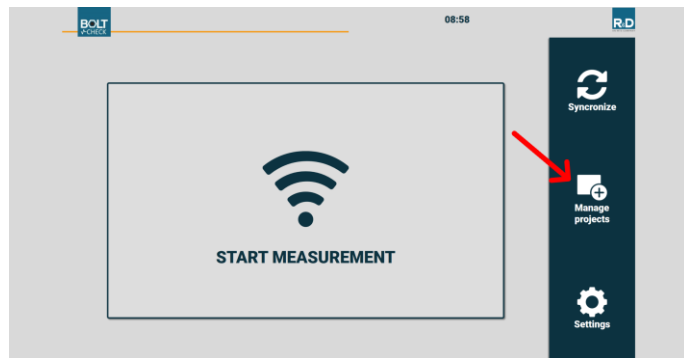 BOLT
✓CHECK
08:58
R&D
Syncronize
START MEASUREMENT
Manage
projects
Settings